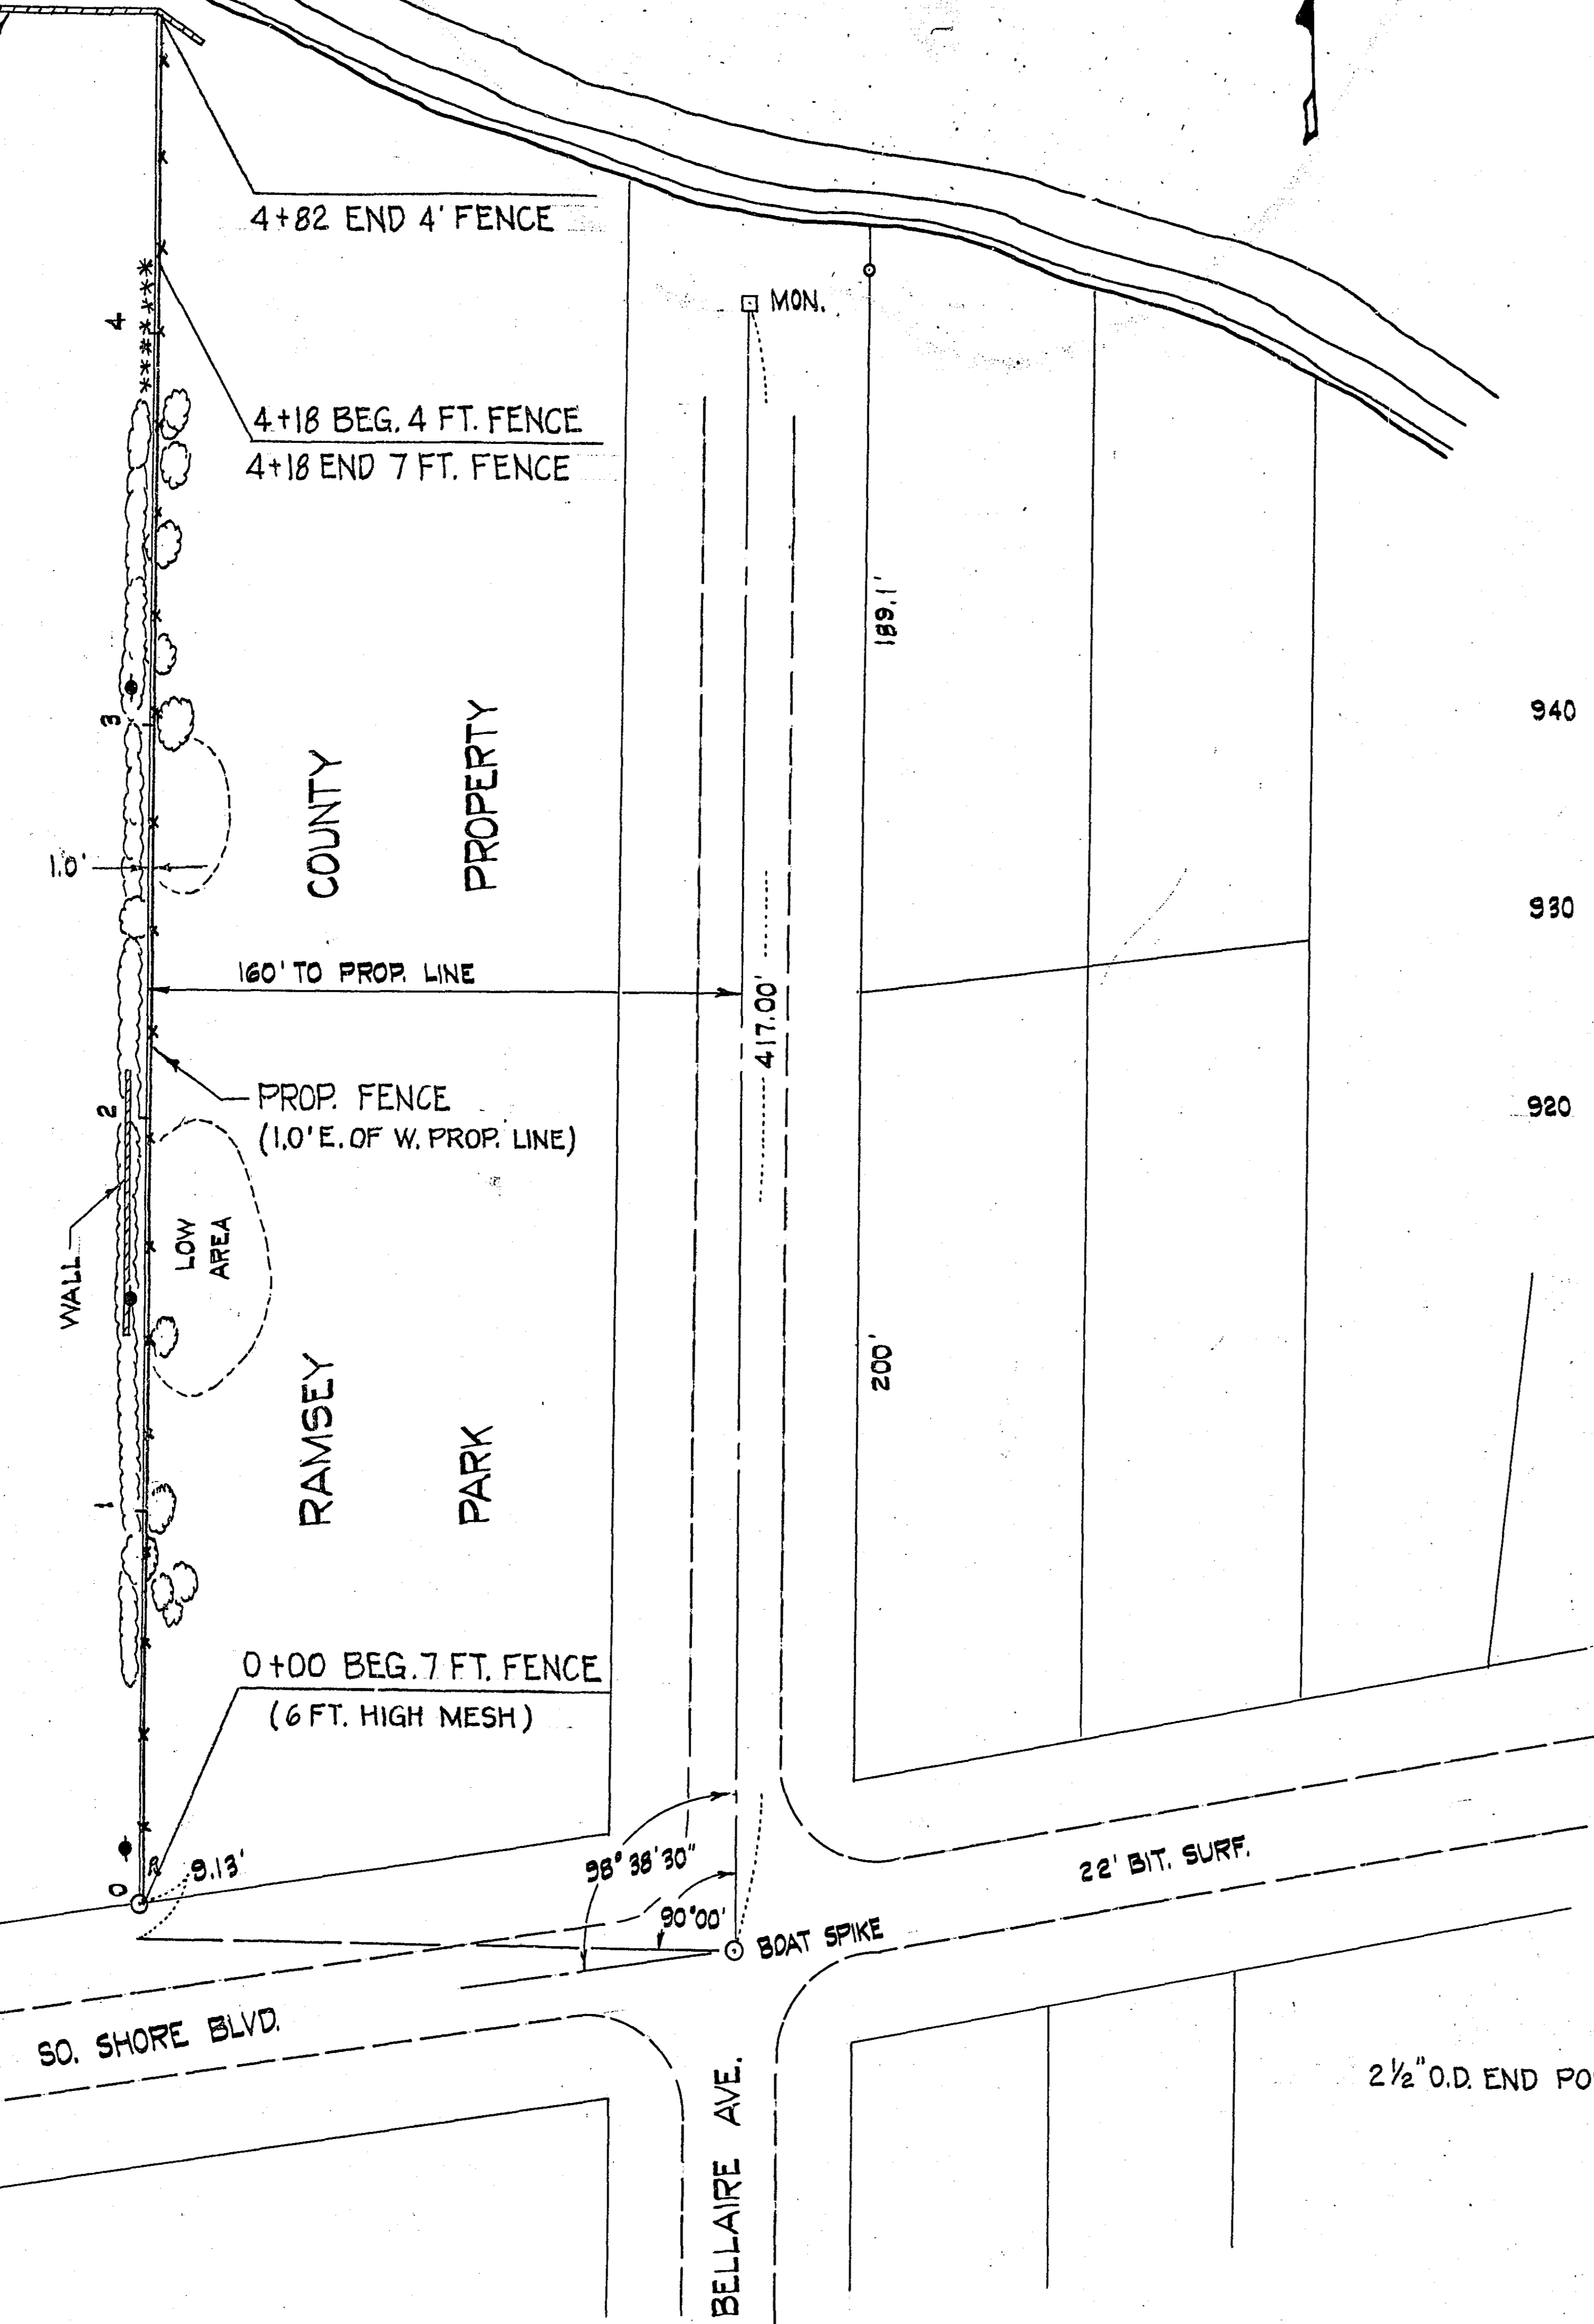 4+82 END 4' FENCE
MON.
4
4+18 BEG. 4 FT. FENCE
4+18 END 7 FT. FENCE
189.1'
940
3
COUNTY
PROPERTY
1.0'
930
160' TO PROP. LINE
417.00'
PROP. FENCE
(1.0' E. OF W. PROP. LINE)
2
920
WALL
LOW
AREA
200'
RAMSEY
PARK
1
0+00 BEG. 7 FT. FENCE
(6 FT. HIGH MESH)
0
9.13'
98° 38' 30"
90°00'
22' BIT. SURF.
BOAT SPIKE
SO. SHORE BLVD.
BELLAIRE AVE.
2½" O.D. END PO